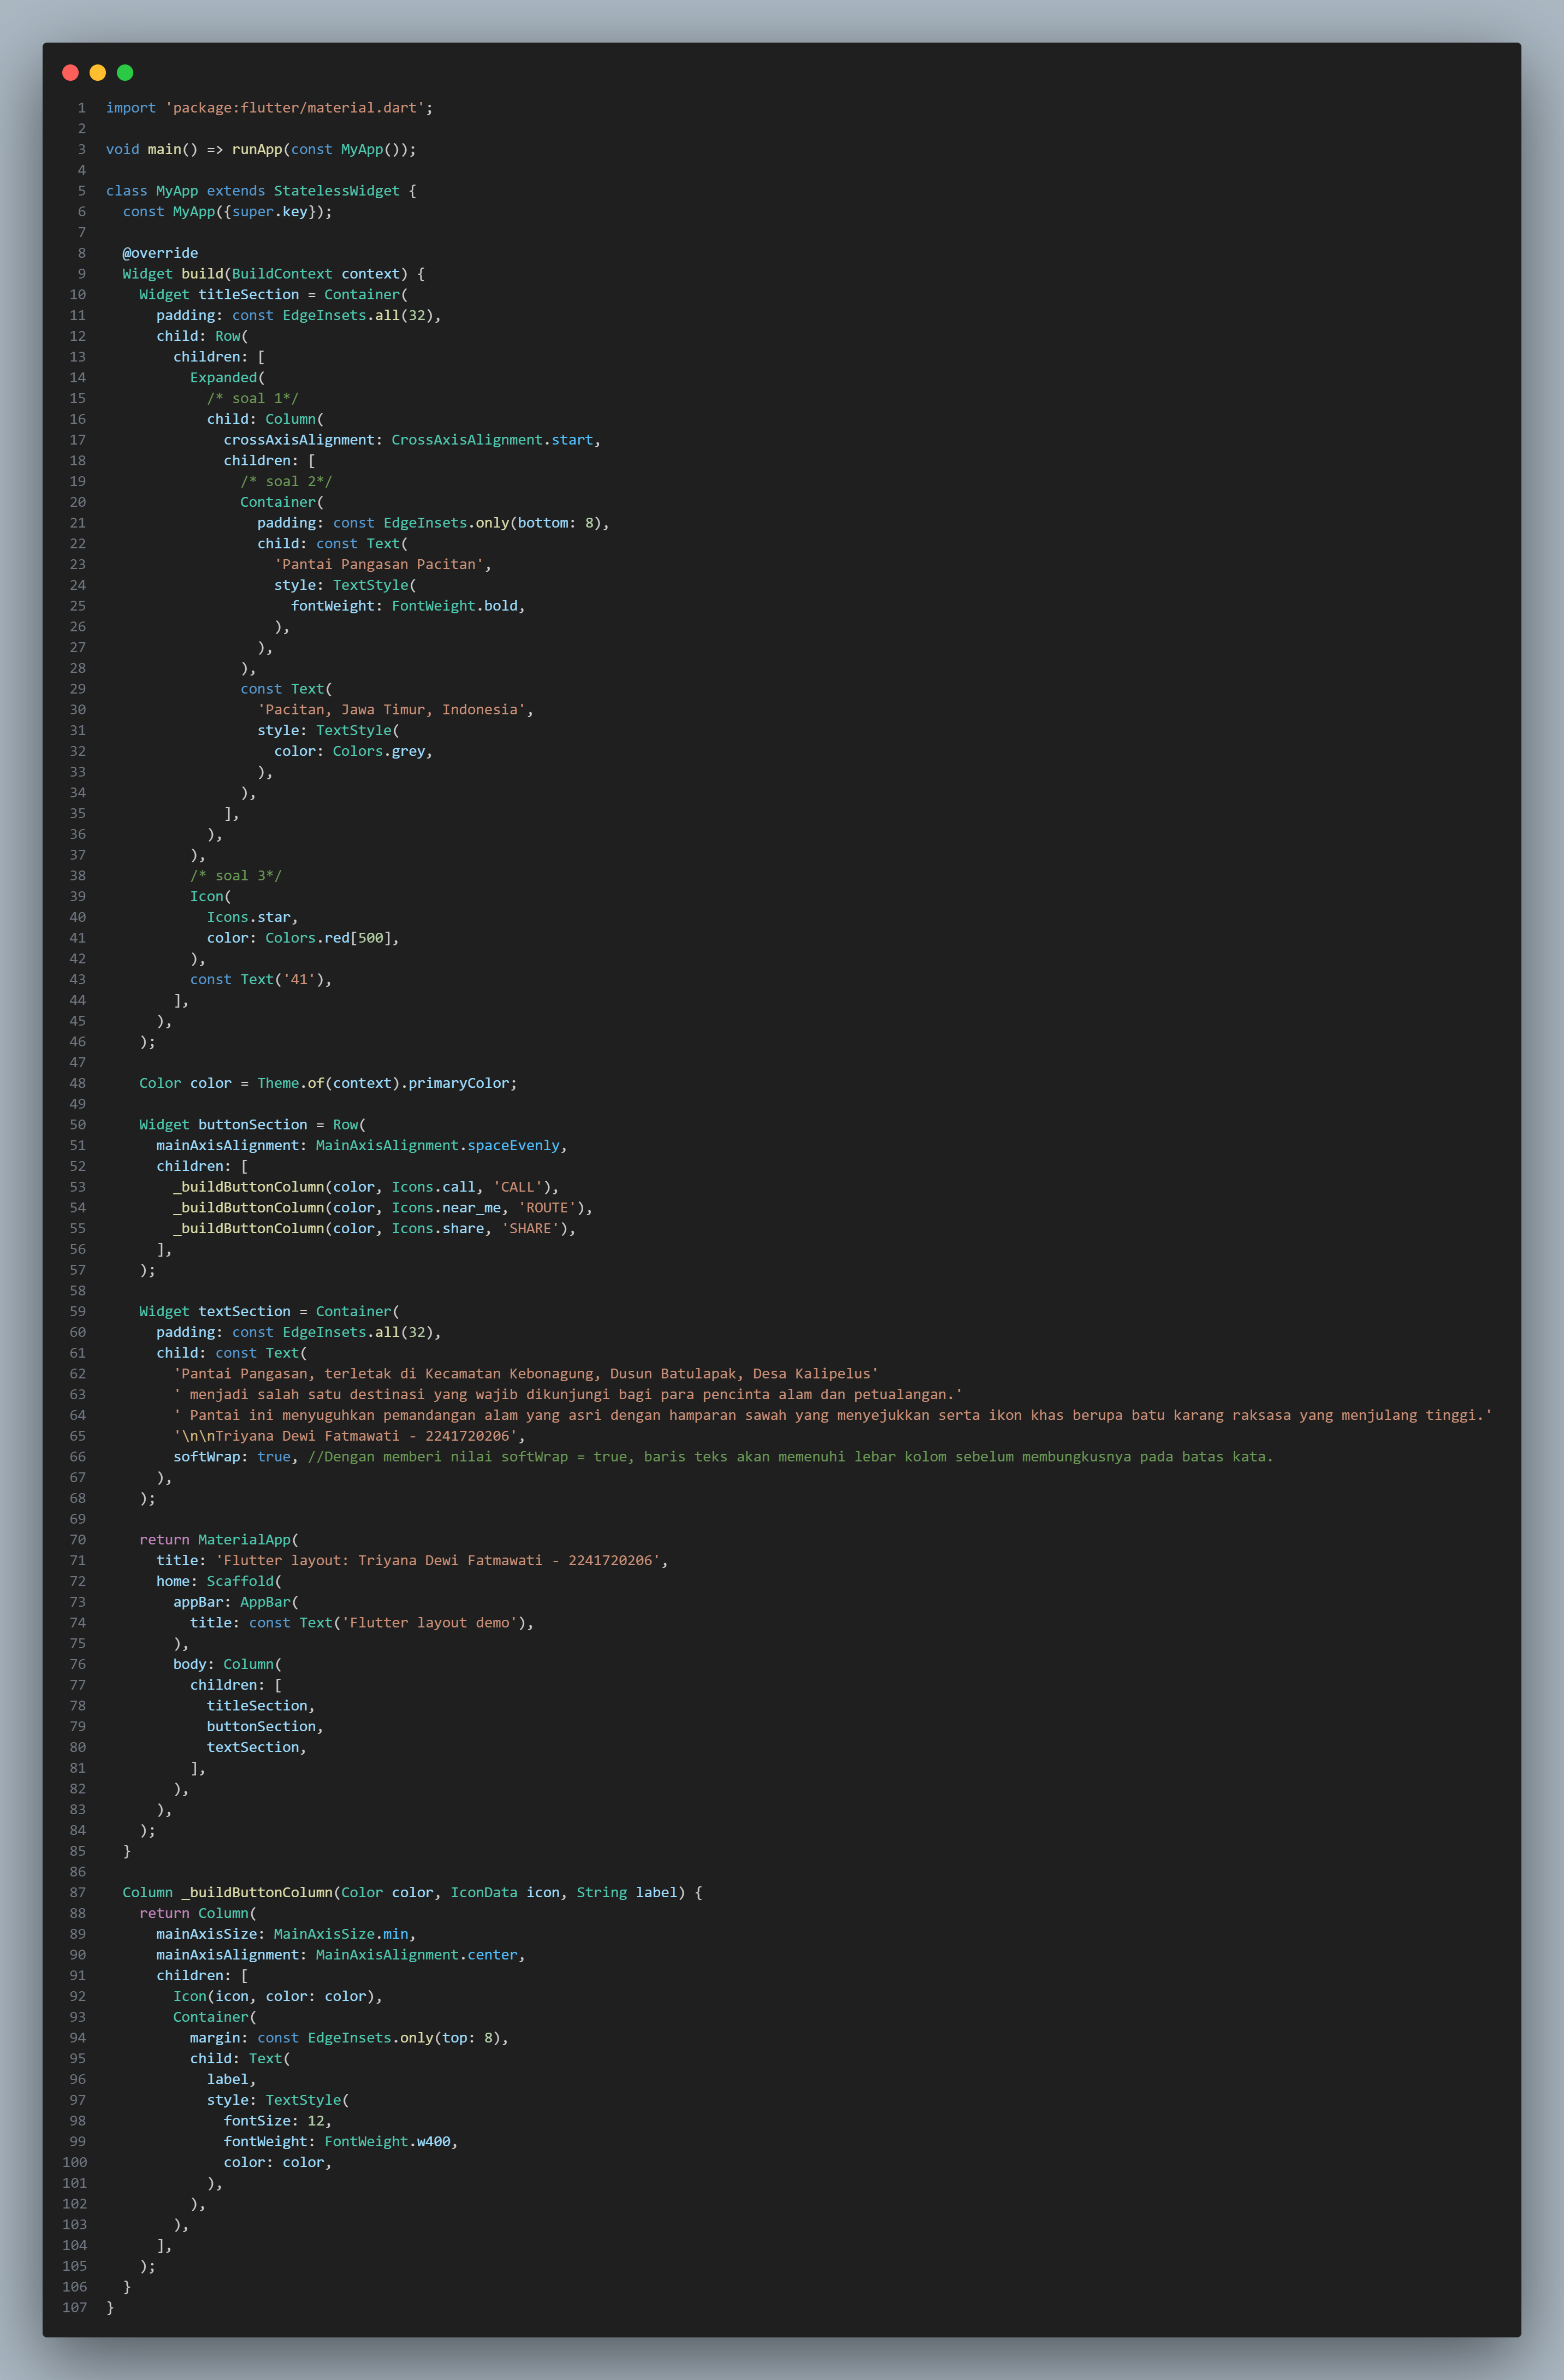 1 import 'package:flutter/material.dart';
2
3 void main() => runApp(const MyApp());
4
5 class MyApp extends StatelessWidget {
6   const MyApp({super.key});
7
8   @override
9   Widget build(BuildContext context) {
10     Widget titleSection = Container(
11       padding: const EdgeInsets.all(32),
12       child: Row(
13         children: [
14           Expanded(
15             /* soal 1*/
16             child: Column(
17               crossAxisAlignment: CrossAxisAlignment.start,
18               children: [
19                 /* soal 2*/
20                 Container(
21                   padding: const EdgeInsets.only(bottom: 8),
22                   child: const Text(
23                     'Pantai Pangasan Pacitan',
24                     style: TextStyle(
25                       fontWeight: FontWeight.bold,
26                     ),
27                   ),
28                 ),
29                 const Text(
30                   'Pacitan, Jawa Timur, Indonesia',
31                   style: TextStyle(
32                     color: Colors.grey,
33                   ),
34                 ),
35               ],
36             ),
37           ),
38           /* soal 3*/
39           Icon(
40             Icons.star,
41             color: Colors.red[500],
42           ),
43           const Text('41'),
44         ],
45       ),
46     );
47
48     Color color = Theme.of(context).primaryColor;
49
50     Widget buttonSection = Row(
51       mainAxisAlignment: MainAxisAlignment.spaceEvenly,
52       children: [
53         _buildButtonColumn(color, Icons.call, 'CALL'),
54         _buildButtonColumn(color, Icons.near_me, 'ROUTE'),
55         _buildButtonColumn(color, Icons.share, 'SHARE'),
56       ],
57     );
58
59     Widget textSection = Container(
60       padding: const EdgeInsets.all(32),
61       child: const Text(
62         'Pantai Pangasan, terletak di Kecamatan Kebonagung, Dusun Batulapak, Desa Kalipelus'
63         ' menjadi salah satu destinasi yang wajib dikunjungi bagi para pencinta alam dan petualangan.'
64         ' Pantai ini menyuguhkan pemandangan alam yang asri dengan hamparan sawah yang menyejukkan serta ikon khas berupa batu karang raksasa yang menjulang tinggi.'
65         '\n\nTriyana Dewi Fatmawati - 2241720206',
66         softWrap: true, //Dengan memberi nilai softWrap = true, baris teks akan memenuhi lebar kolom sebelum membungkusnya pada batas kata.
67       ),
68     );
69
70     return MaterialApp(
71       title: 'Flutter layout: Triyana Dewi Fatmawati - 2241720206',
72       home: Scaffold(
73         appBar: AppBar(
74           title: const Text('Flutter layout demo'),
75         ),
76         body: Column(
77           children: [
78             titleSection,
79             buttonSection,
80             textSection,
81           ],
82         ),
83       ),
84     );
85   }
86
87   Column _buildButtonColumn(Color color, IconData icon, String label) {
88     return Column(
89       mainAxisSize: MainAxisSize.min,
90       mainAxisAlignment: MainAxisAlignment.center,
91       children: [
92         Icon(icon, color: color),
93         Container(
94           margin: const EdgeInsets.only(top: 8),
95           child: Text(
96             label,
97             style: TextStyle(
98               fontSize: 12,
99               fontWeight: FontWeight.w400,
100               color: color,
101             ),
102           ),
103         ),
104       ],
105     );
106   }
107 }